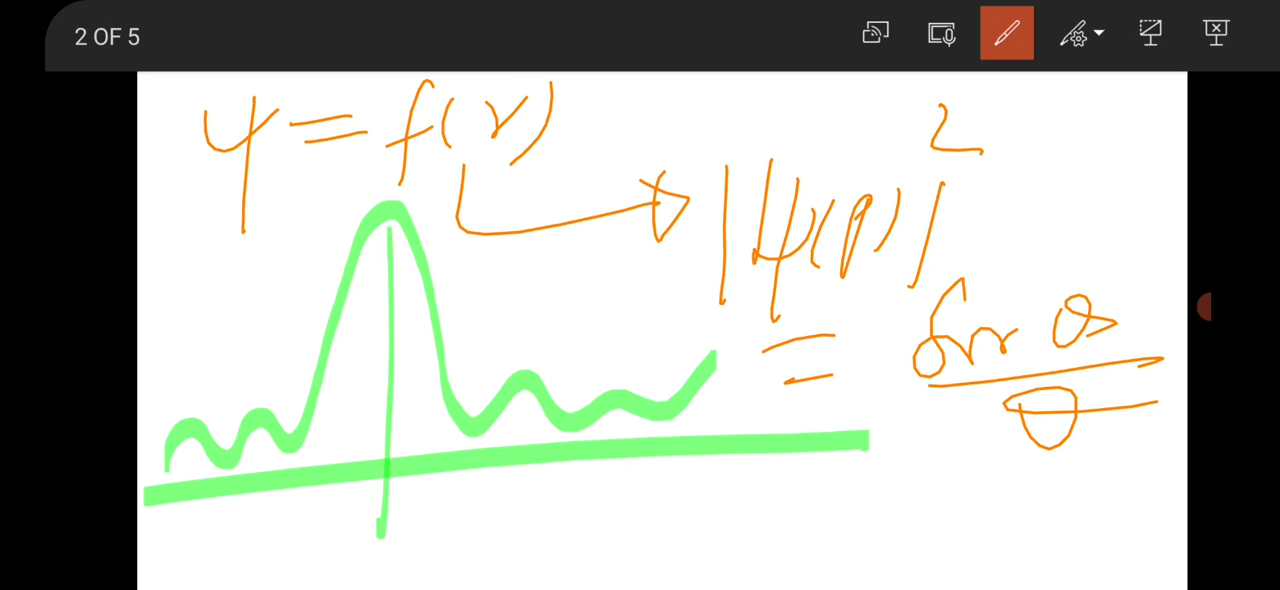 2 OF 5
ψ = f(r)
|ψ(p)|²
= sin θ / θ